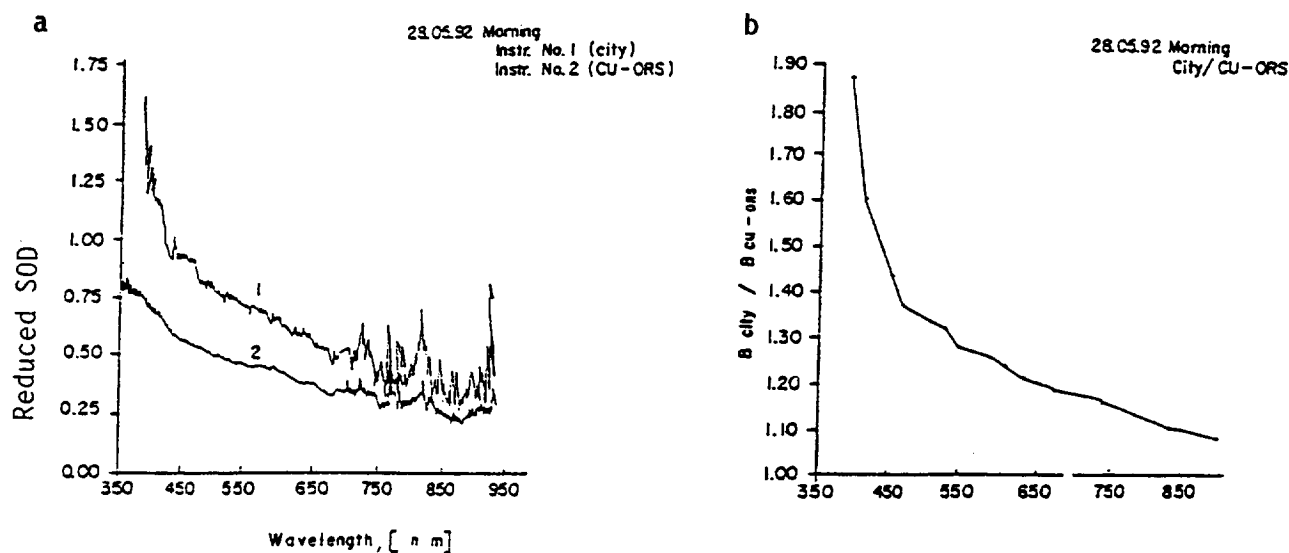 a
28.05.92 Morning
Instr. No. 1 (city)
Instr. No. 2 (CU-ORS)
1.75
1.50
1.25
1.00
0.75
0.50
0.25
0.00
Reduced SOD
1
2
350 450 550 650 750 850 950
Wavelength, [ n m]
b
28.05.92 Morning
City/ CU-ORS
1.90
1.80
1.70
1.60
1.50
1.40
1.30
1.20
1.10
1.00
B city / B cu-ors
350 450 550 650 750 850